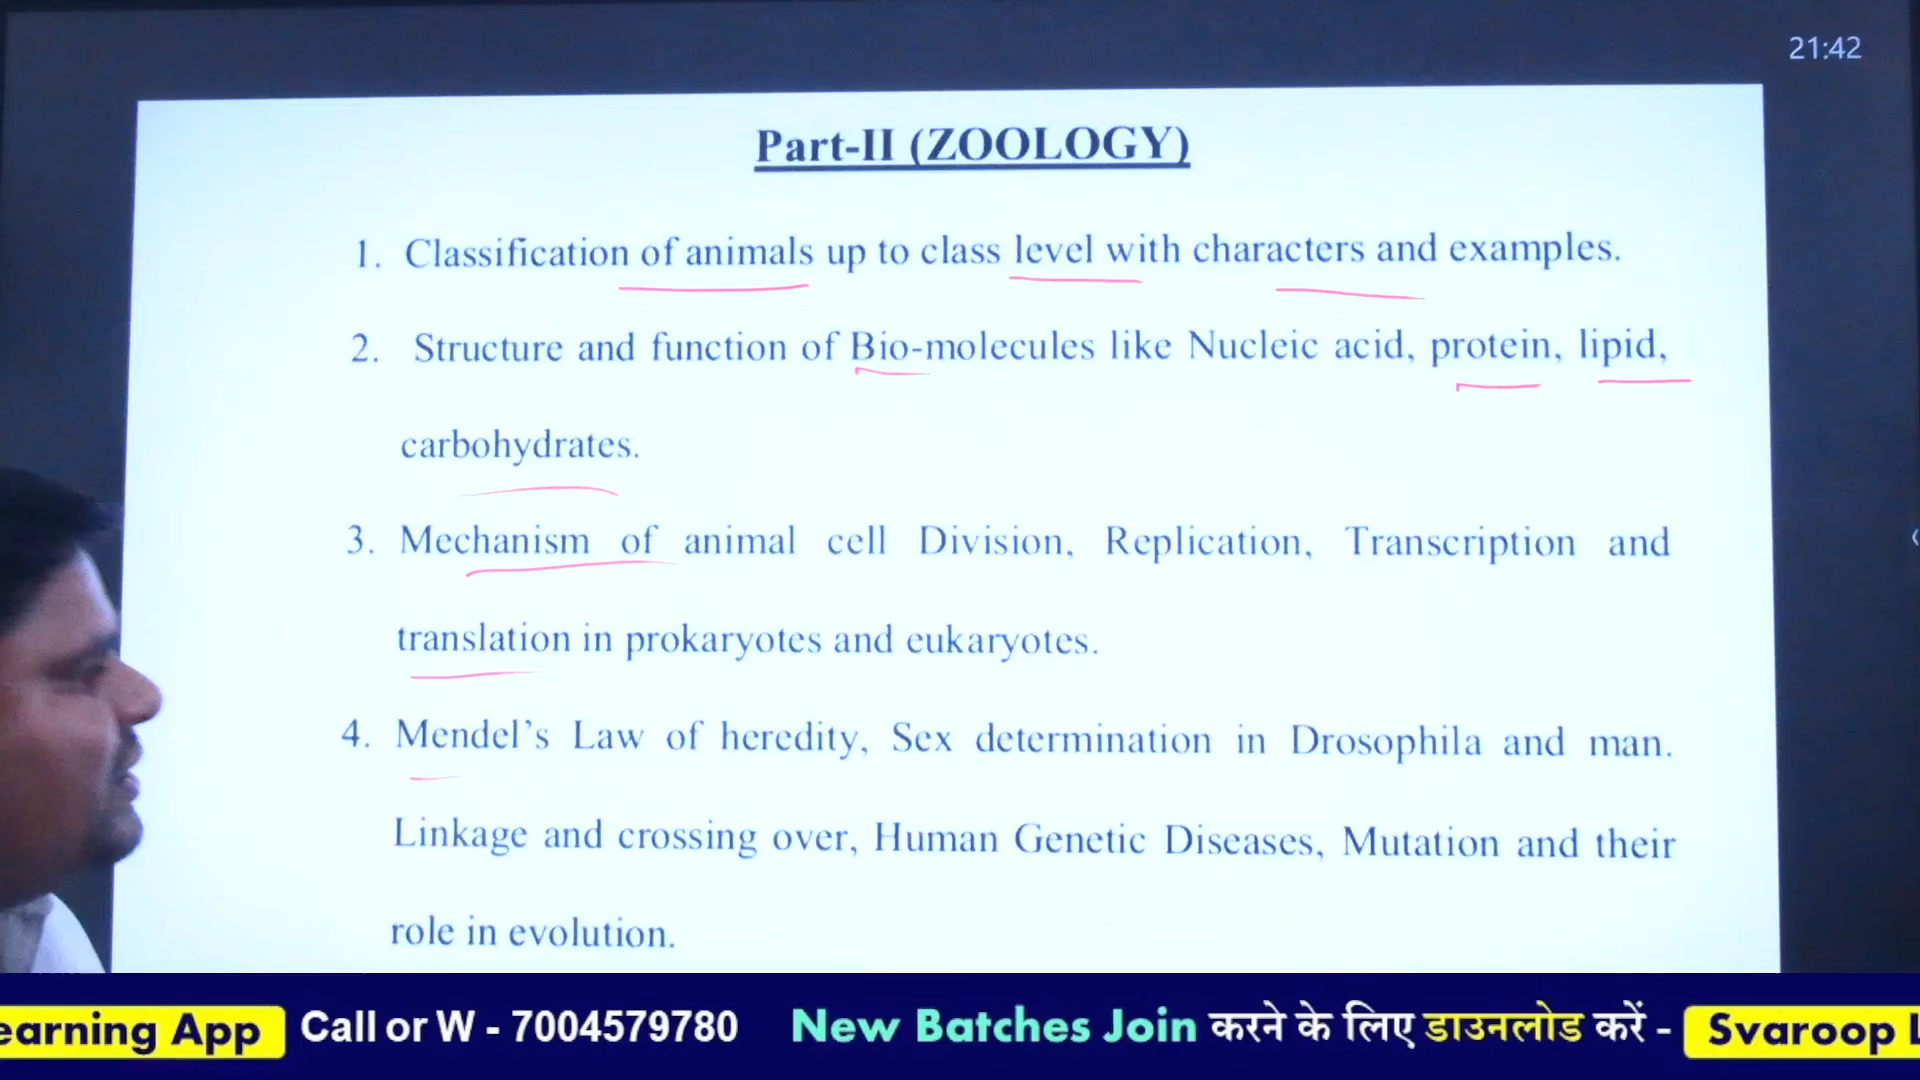 21:42
Part-II (ZOOLOGY)
1. Classification of animals up to class level with characters and examples.
2. Structure and function of Bio-molecules like Nucleic acid, protein, lipid,
carbohydrates.
3. Mechanism of animal cell Division, Replication, Transcription and
translation in prokaryotes and eukaryotes.
4. Mendel's Law of heredity, Sex determination in Drosophila and man.
Linkage and crossing over, Human Genetic Diseases, Mutation and their
role in evolution.
earning App Call or W - 7004579780 New Batches Join करने के लिए डाउनलोड करें - Svaroop L